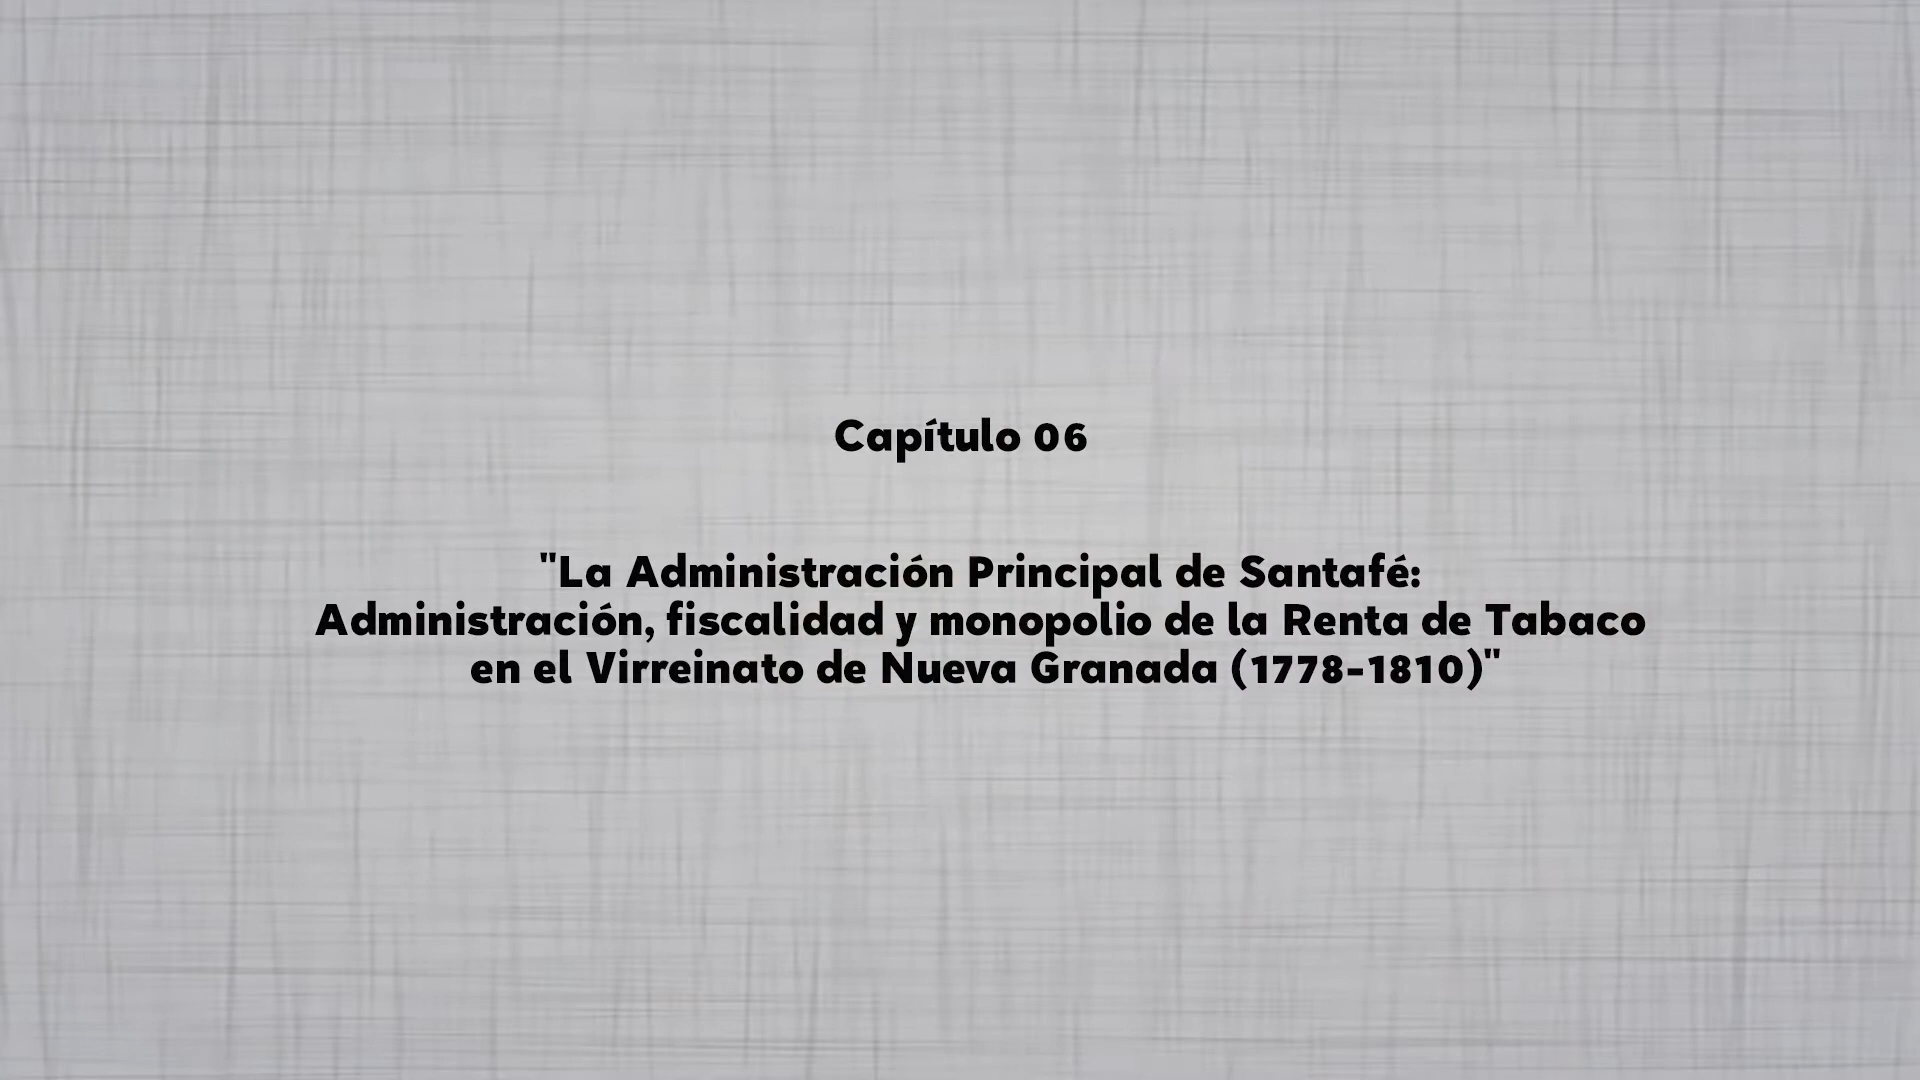 Capítulo 06
"La Administración Principal de Santafé:
Administración, fiscalidad y monopolio de la Renta de Tabaco
en el Virreinato de Nueva Granada (1778-1810)"